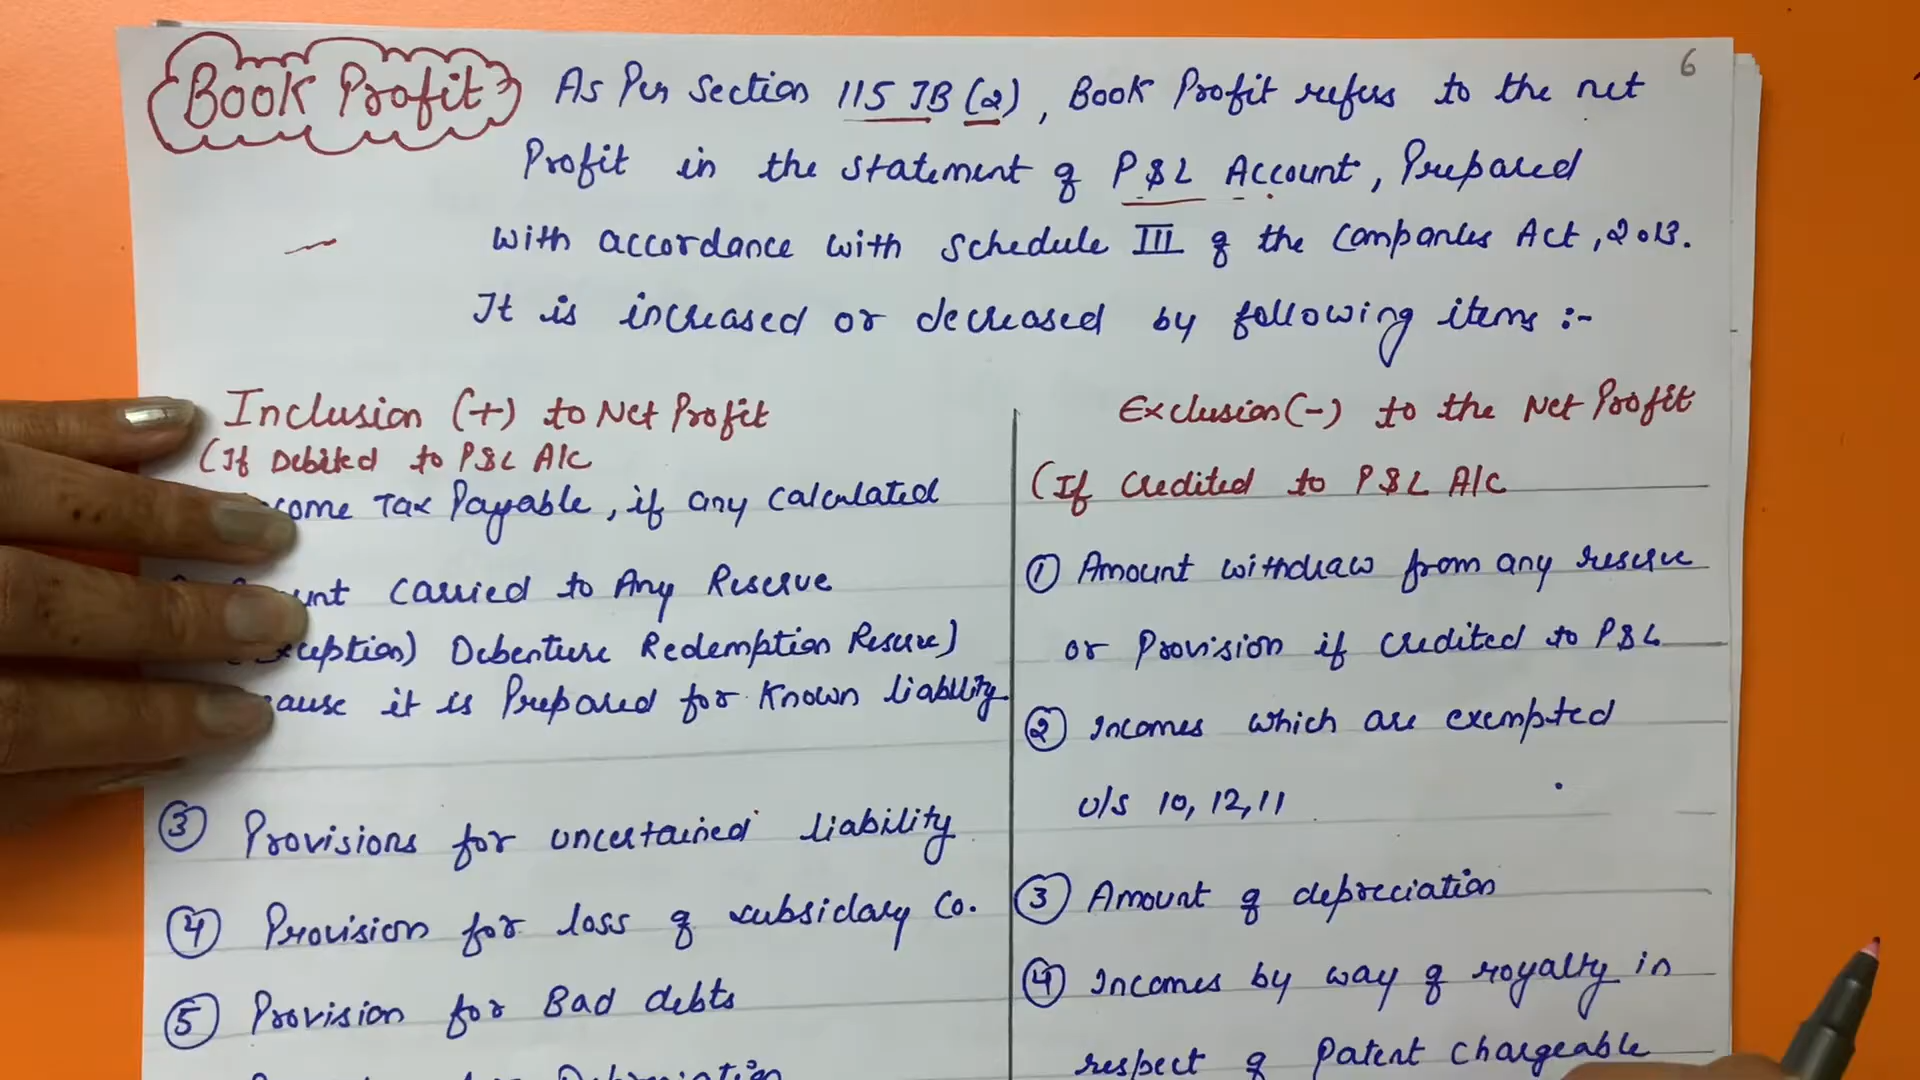 6
Book Profit
As Per Section 115 JB (2), Book Profit refers to the net
Profit in the statement of P&L Account, Prepared
with accordance with schedule III of the Companies Act, 2013.
It is increased or decreased by following items :-
Inclusion (+) to Net Profit
(If Debited to P&L A/c
come Tax Payable, if any calculated
unt carried to Any Reserve
ception) Debenture Redemption Reserve)
ause it is Prepared for known liability
③ Provisions for uncertained liability
④ Provision for loss of subsidary Co.
⑤ Provision for Bad debts
Exclusion (-) to the Net Profit
(If credited to P&L A/c
① Amount withdraw from any reserve
or Provision if credited to P&L
② Incomes which are exempted
U/S 10, 12, 11
③ Amount of depreciation
④ Incomes by way of royalty in
respect of Patent chargeable